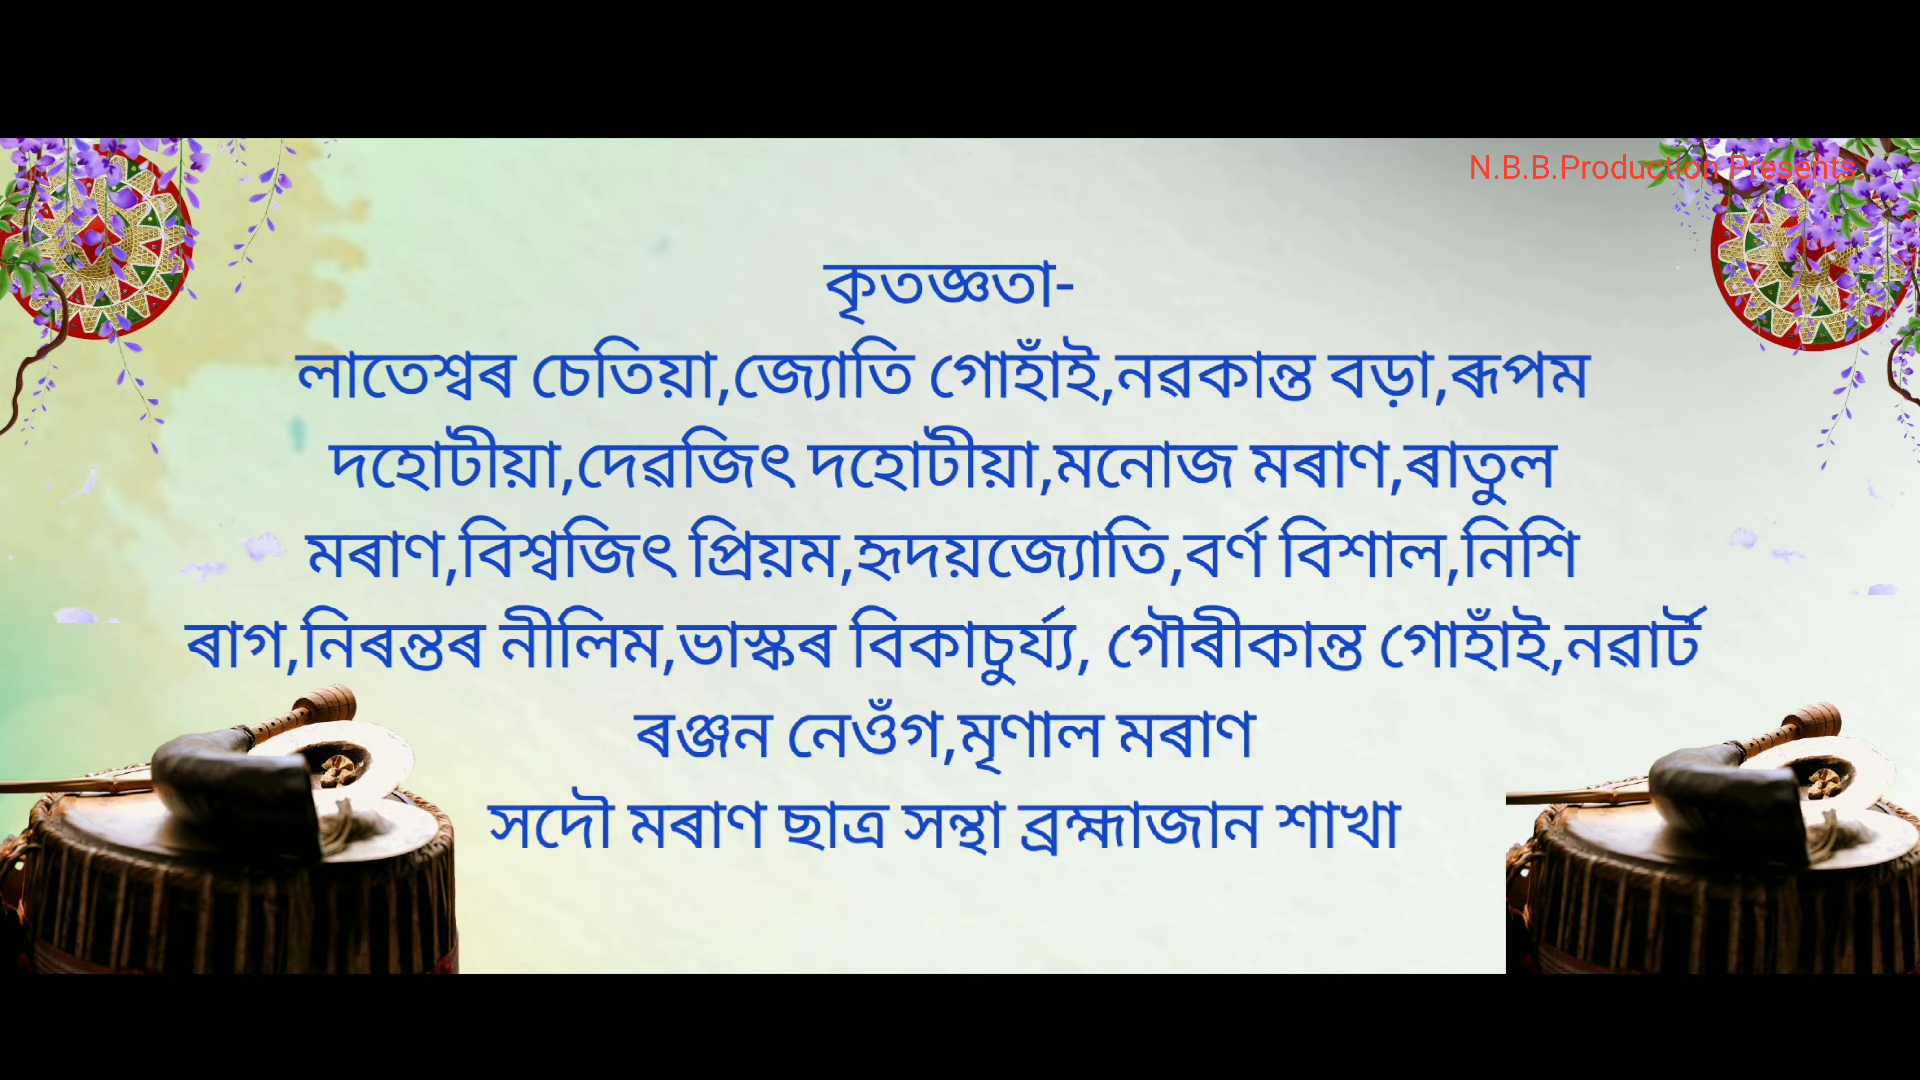 N.B.B.Production Presents.
কৃতজ্ঞতা-
লাতেশ্বৰ চেতিয়া,জ্যোতি গোহাঁই,নৱকান্ত বড়া,ৰূপম
দহোটীয়া,দেৱজিৎ দহোটীয়া,মনোজ মৰাণ,ৰাতুল
মৰাণ,বিশ্বজিৎ প্ৰিয়ম,হৃদয়জ্যোতি,বৰ্ণ বিশাল,নিশি
ৰাগ,নিৰন্তৰ নীলিম,ভাস্কৰ বিকাচুৰ্য্য, গৌৰীকান্ত গোহাঁই,নৱাৰ্ট
ৰঞ্জন নেওঁগ,মৃণাল মৰাণ
সদৌ মৰাণ ছাত্ৰ সন্থা ব্ৰহ্মাজান শাখা